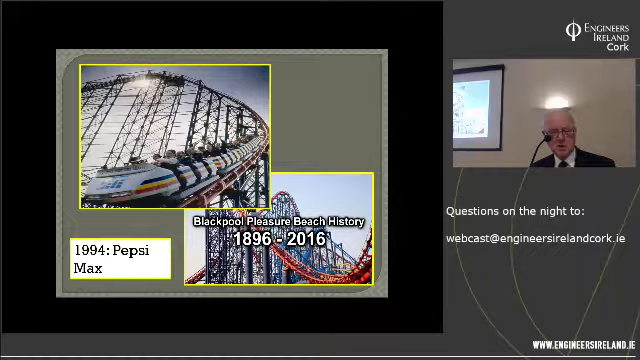 ENGINEERS
IRELAND
Cork
Blackpool Pleasure Beach History
1896 - 2016
1994: Pepsi
Max
Questions on the night to:
webcast@engineersirelandcork.ie
WWW.ENGINEERSIRELAND.IE